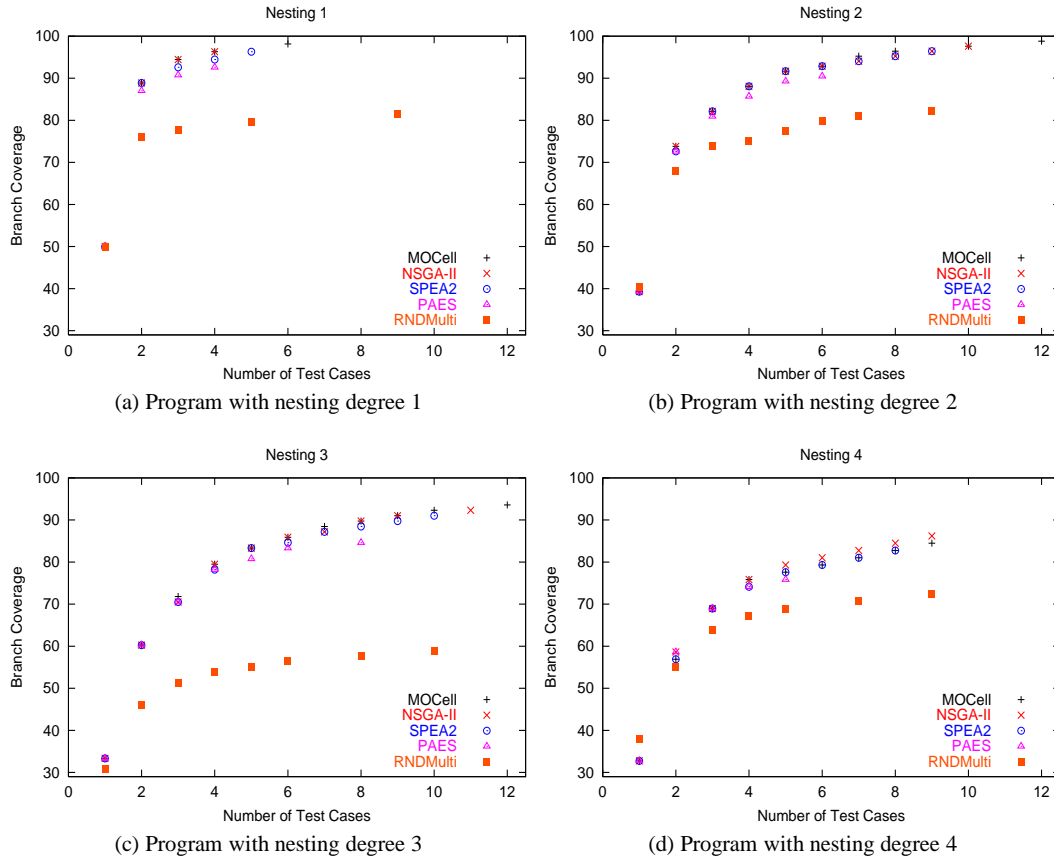 Nesting 1
100
90
80
70
60
50
40
30
Branch Coverage
MOCell
NSGA-II
SPEA2
PAES
RNDMulti
0 2 4 6 8 10 12
Number of Test Cases
(a) Program with nesting degree 1
Nesting 2
100
90
80
70
60
50
40
30
Branch Coverage
MOCell
NSGA-II
SPEA2
PAES
RNDMulti
0 2 4 6 8 10 12
Number of Test Cases
(b) Program with nesting degree 2
Nesting 3
100
90
80
70
60
50
40
30
Branch Coverage
MOCell
NSGA-II
SPEA2
PAES
RNDMulti
0 2 4 6 8 10 12
Number of Test Cases
(c) Program with nesting degree 3
Nesting 4
100
90
80
70
60
50
40
30
Branch Coverage
MOCell
NSGA-II
SPEA2
PAES
RNDMulti
0 2 4 6 8 10 12
Number of Test Cases
(d) Program with nesting degree 4